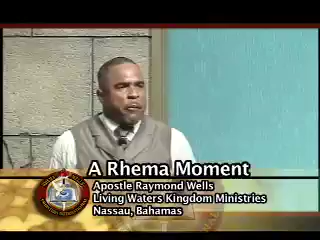 A Rhema Moment
Apostle Raymond Wells
Living Waters Kingdom Ministries
Nassau, Bahamas